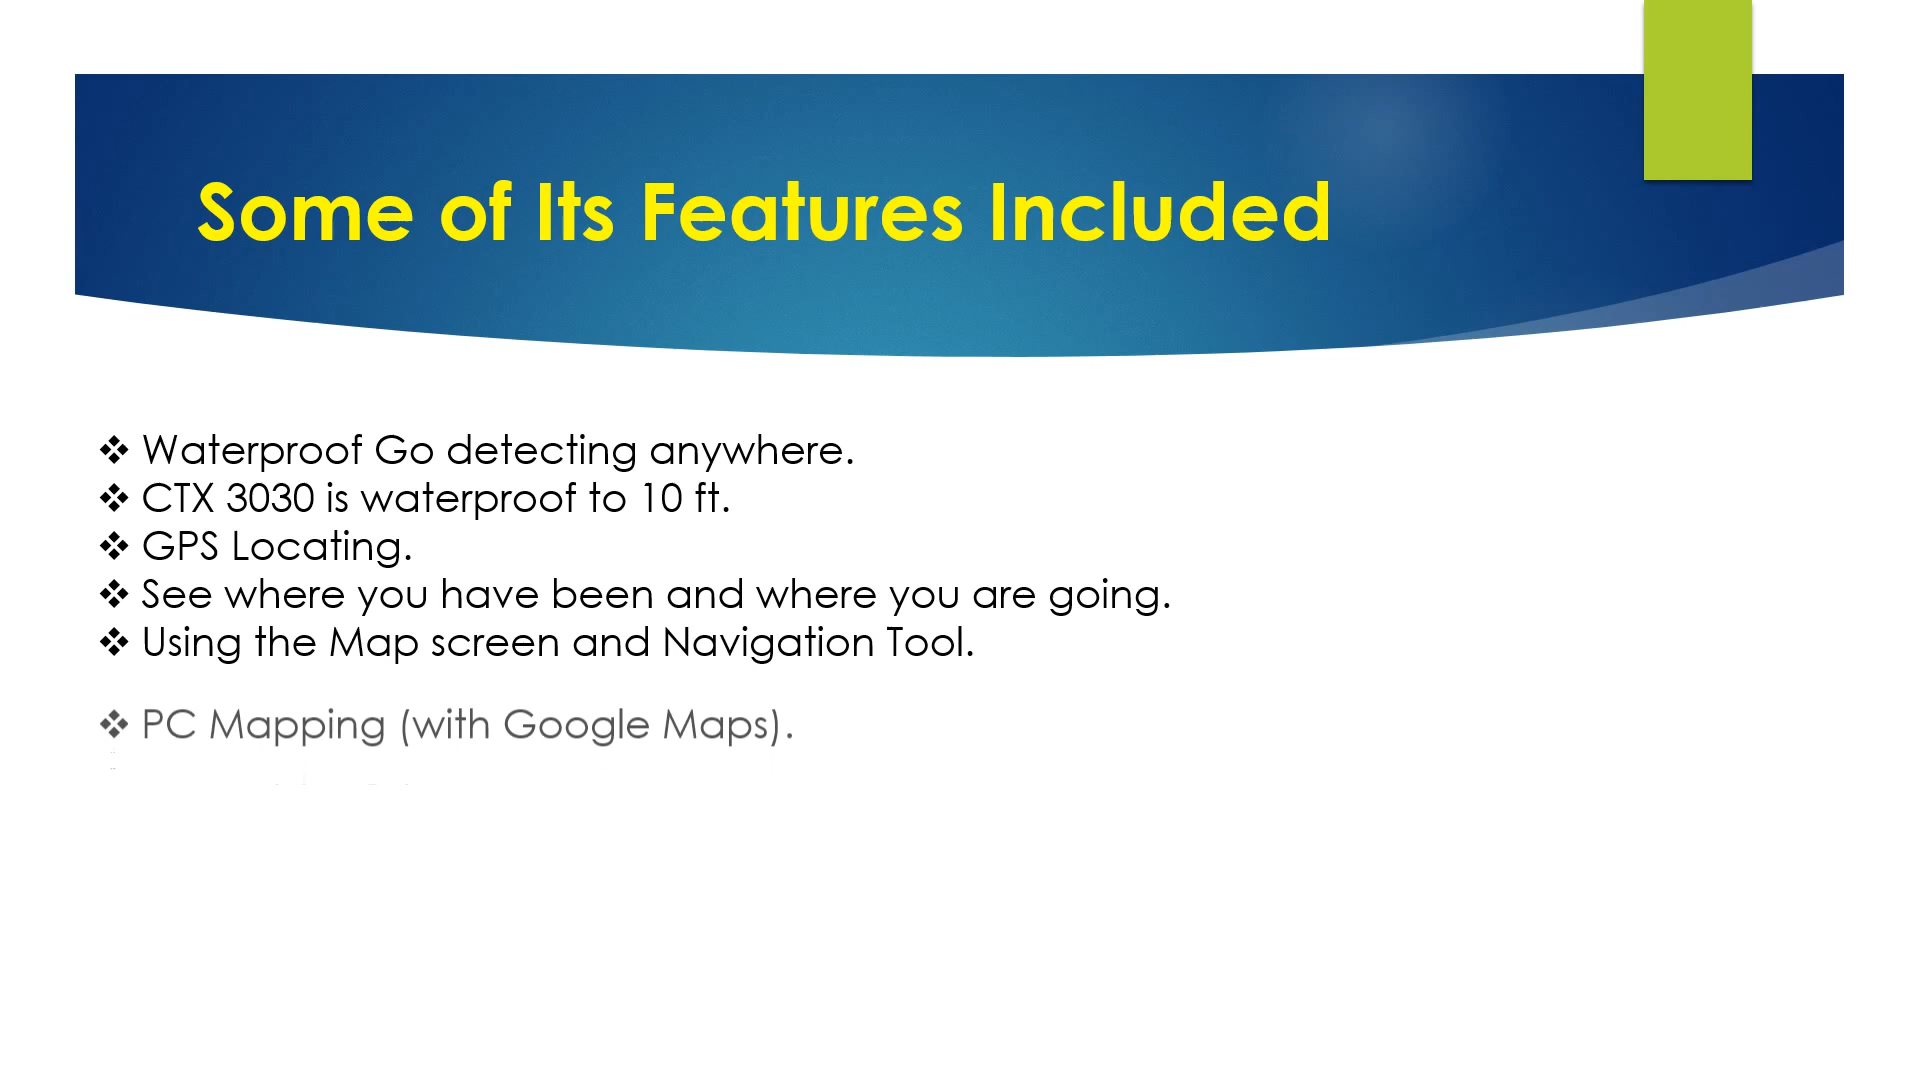 Some of Its Features Included
❖ Waterproof Go detecting anywhere.
❖ CTX 3030 is waterproof to 10 ft.
❖ GPS Locating.
❖ See where you have been and where you are going.
❖ Using the Map screen and Navigation Tool.
❖ PC Mapping (with Google Maps).